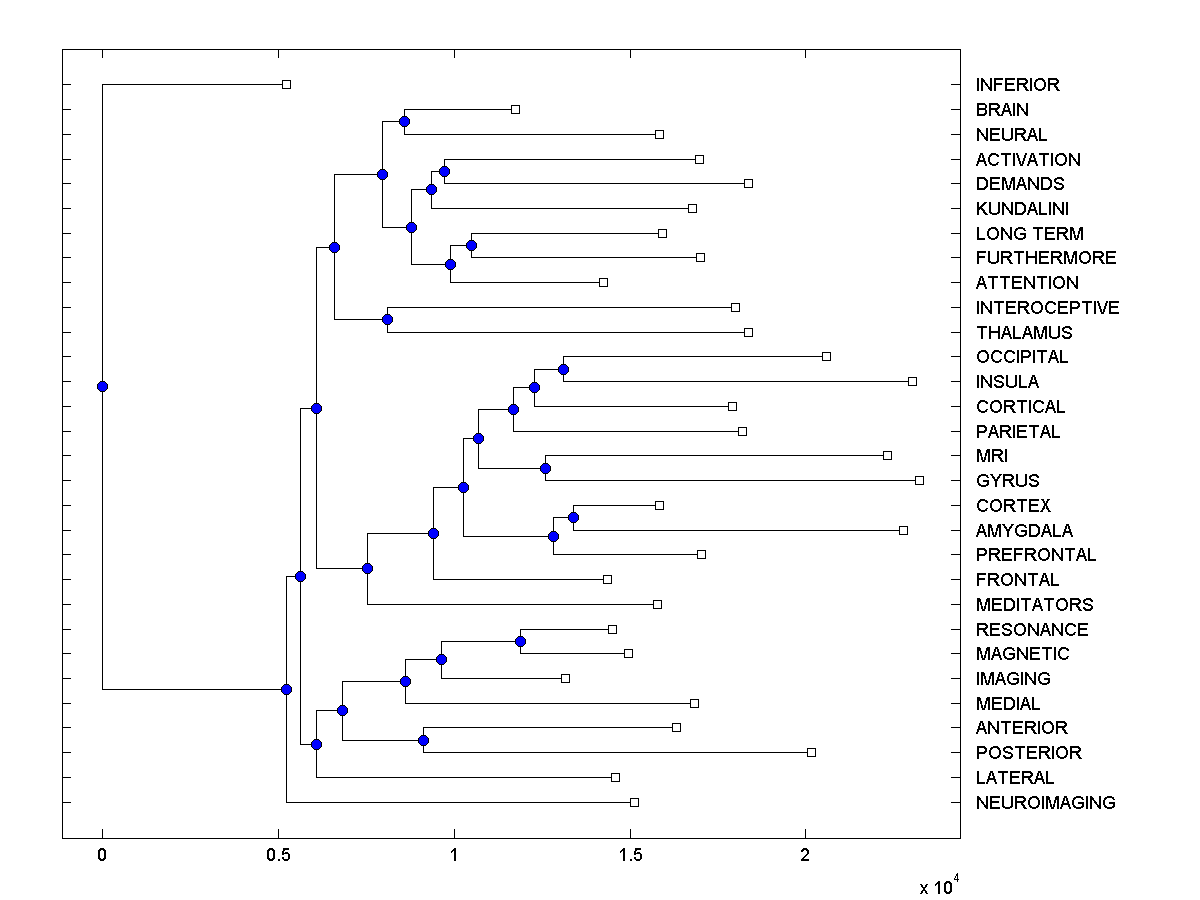 INFERIOR
BRAIN
NEURAL
ACTIVATION
DEMANDS
KUNDALINI
LONG TERM
FURTHERMORE
ATTENTION
INTEROCEPTIVE
THALAMUS
OCCIPITAL
INSULA
CORTICAL
PARIETAL
MRI
GYRUS
CORTEX
AMYGDALA
PREFRONTAL
FRONTAL
MEDITATORS
RESONANCE
MAGNETIC
IMAGING
MEDIAL
ANTERIOR
POSTERIOR
LATERAL
NEUROIMAGING
0 0.5 1 1.5 2
x 10^4